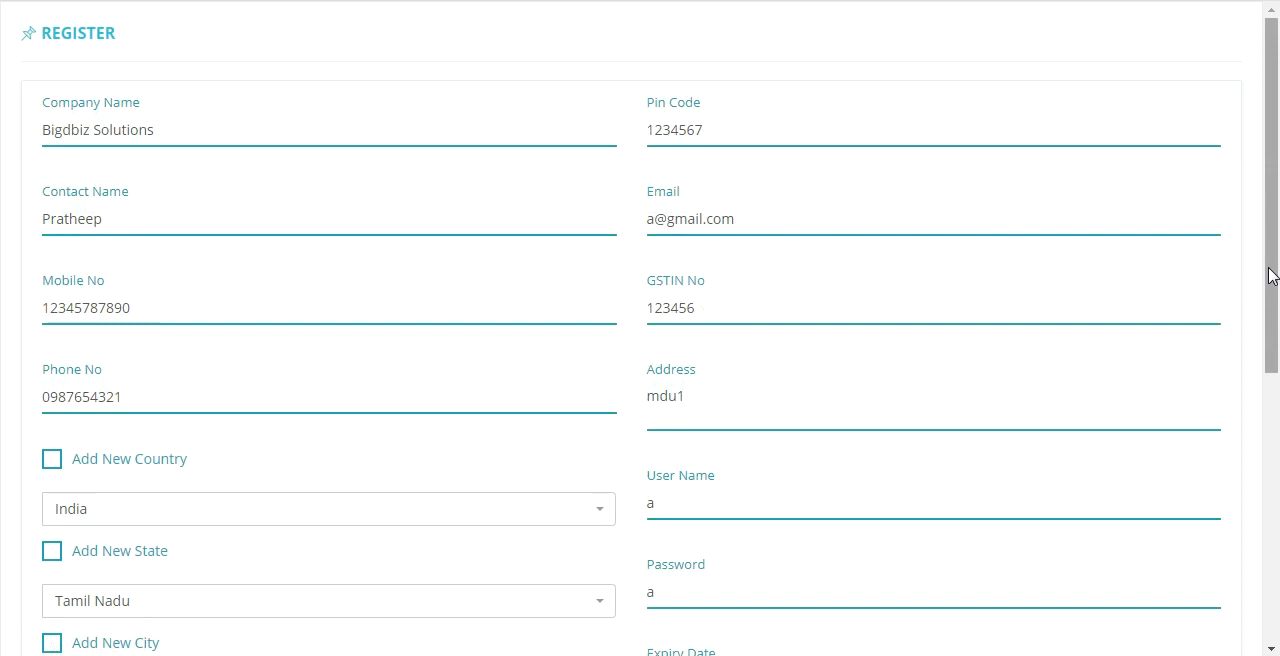 REGISTER
Company Name
Bigdbiz Solutions
Contact Name
Pratheep
Mobile No
12345787890
Phone No
0987654321
Add New Country
India
Add New State
Tamil Nadu
Add New City
Pin Code
1234567
Email
a@gmail.com
GSTIN No
123456
Address
mdu1
User Name
a
Password
a
Expiry Date